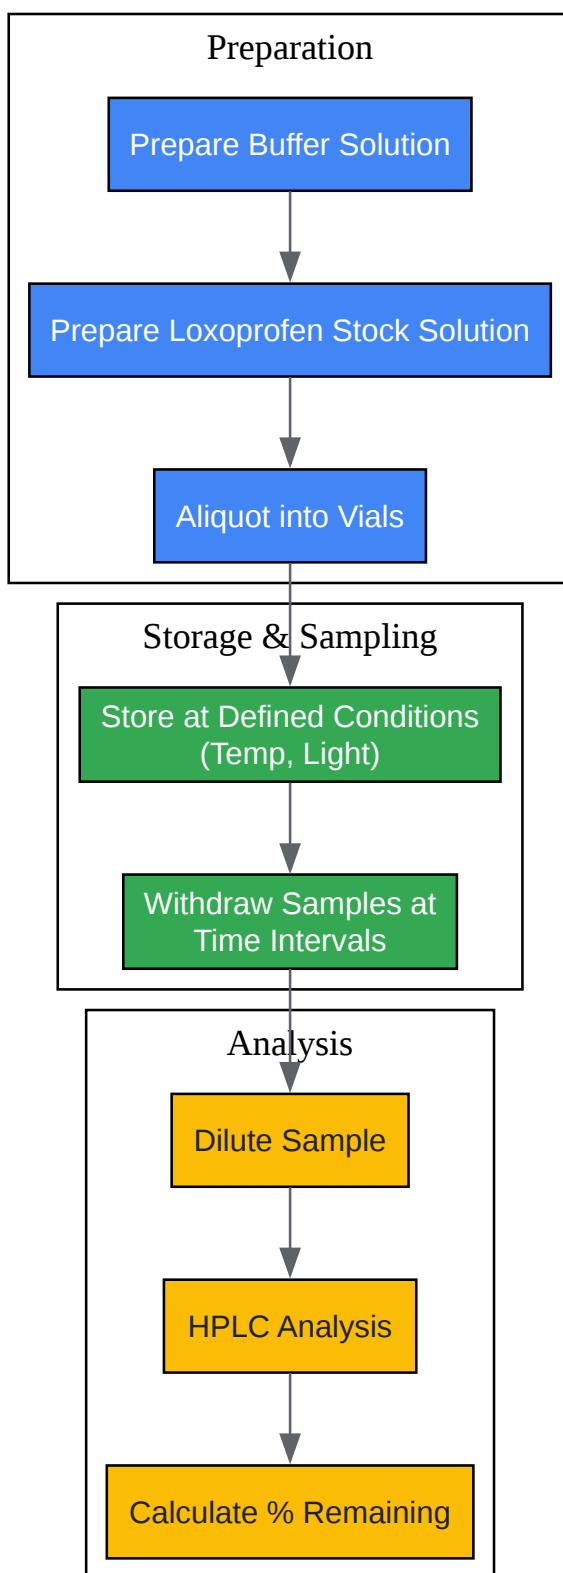 Preparation
Prepare Buffer Solution
Prepare Loxoprofen Stock Solution
Aliquot into Vials
Storage & Sampling
Store at Defined Conditions
(Temp, Light)
Withdraw Samples at
Time Intervals
Analysis
Dilute Sample
HPLC Analysis
Calculate % Remaining